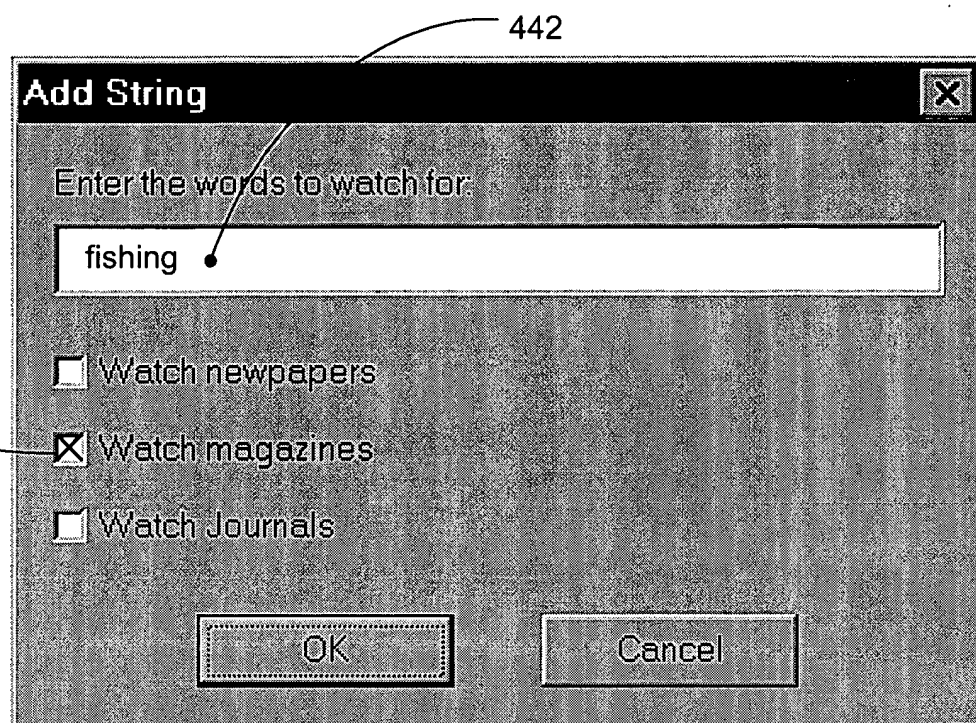 442
Add String
Enter the words to watch for:
fishing
Watch newpapers
Watch magazines
Watch Journals
OK Cancel